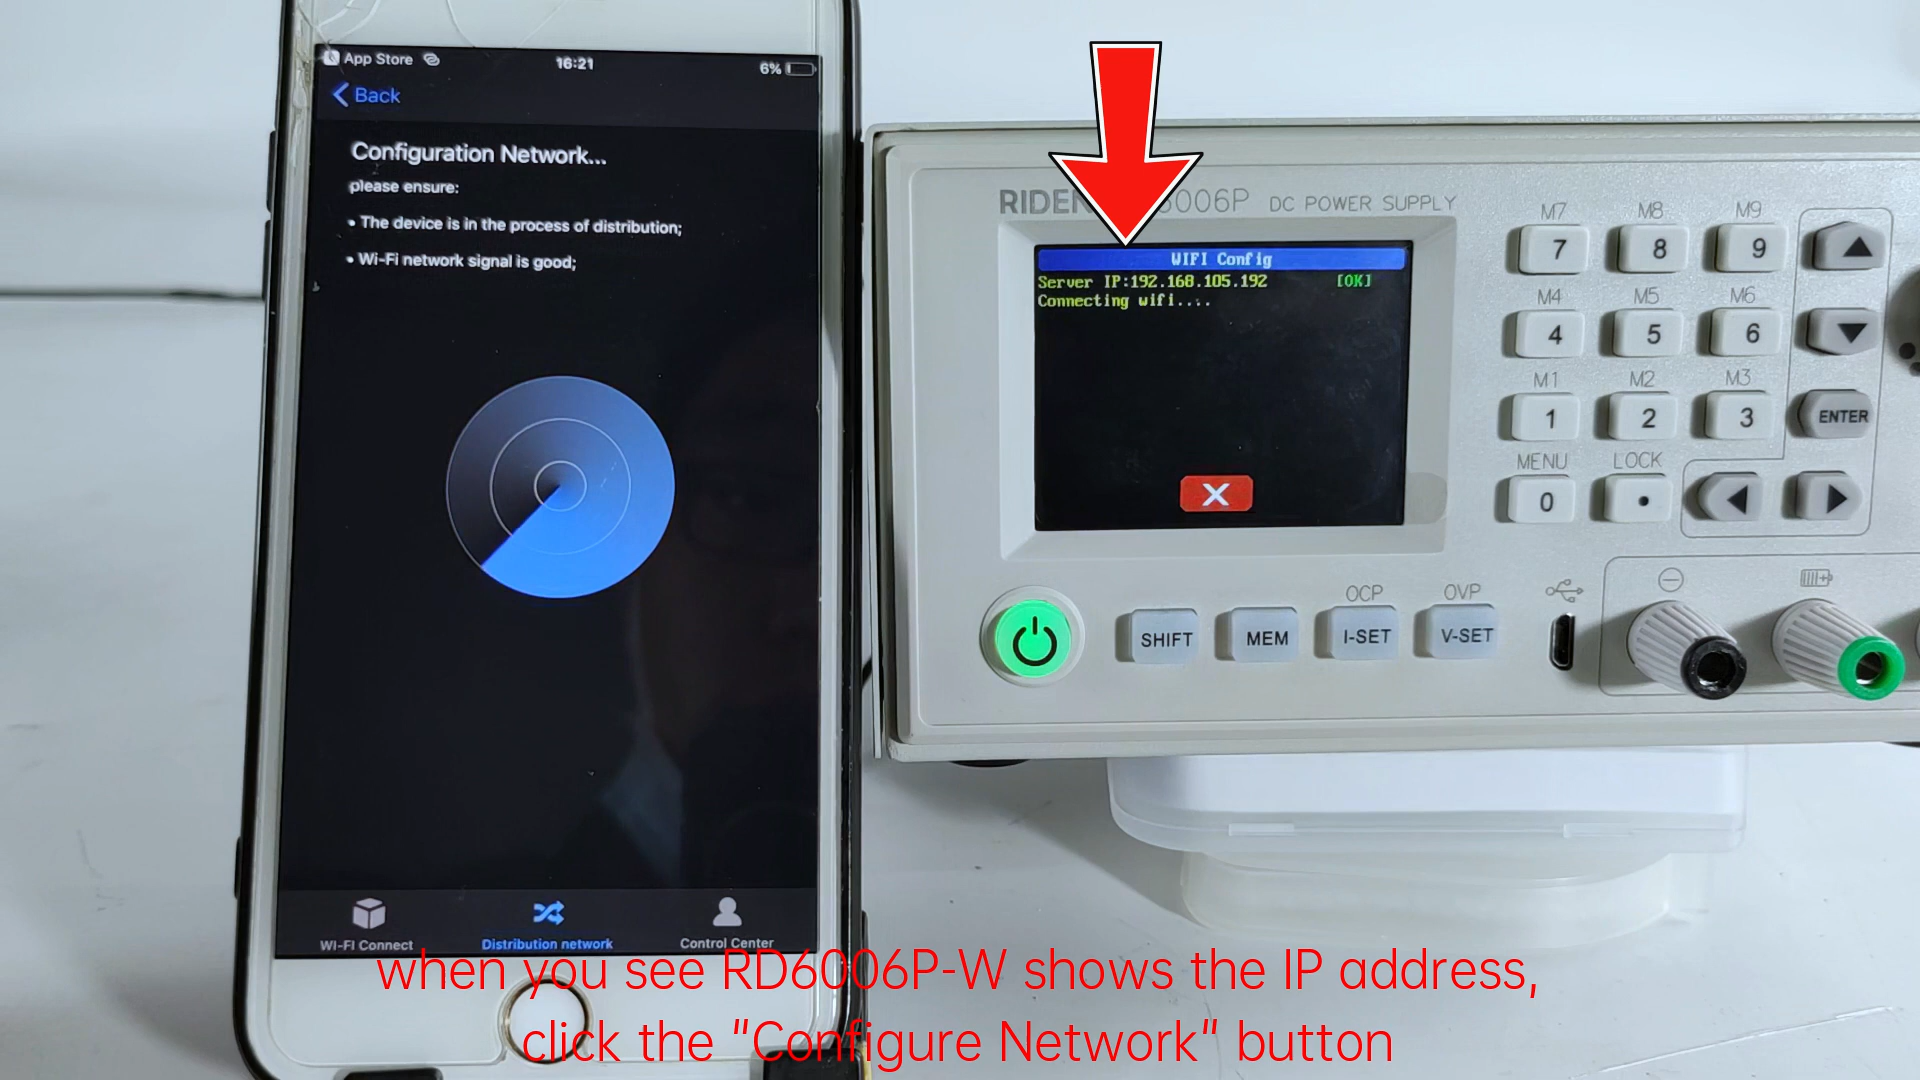 App Store
16:21
6%
Back
Configuration Network...
please ensure:
• The device is in the process of distribution;
• Wi-Fi network signal is good;
WI-FI Connect
Distribution network
Control Center
RIDEN 6006P DC POWER SUPPLY
WIFI Config
Server IP:192.168.105.192 [OK]
Connecting wifi....
X
M7 M8 M9
7 8 9
M4 M5 M6
4 5 6
M1 M2 M3
1 2 3 ENTER
MENU LOCK
0 •
OCP OVP
SHIFT MEM I-SET V-SET
when you see RD6006P-W shows the IP address,
click the "Configure Network" button